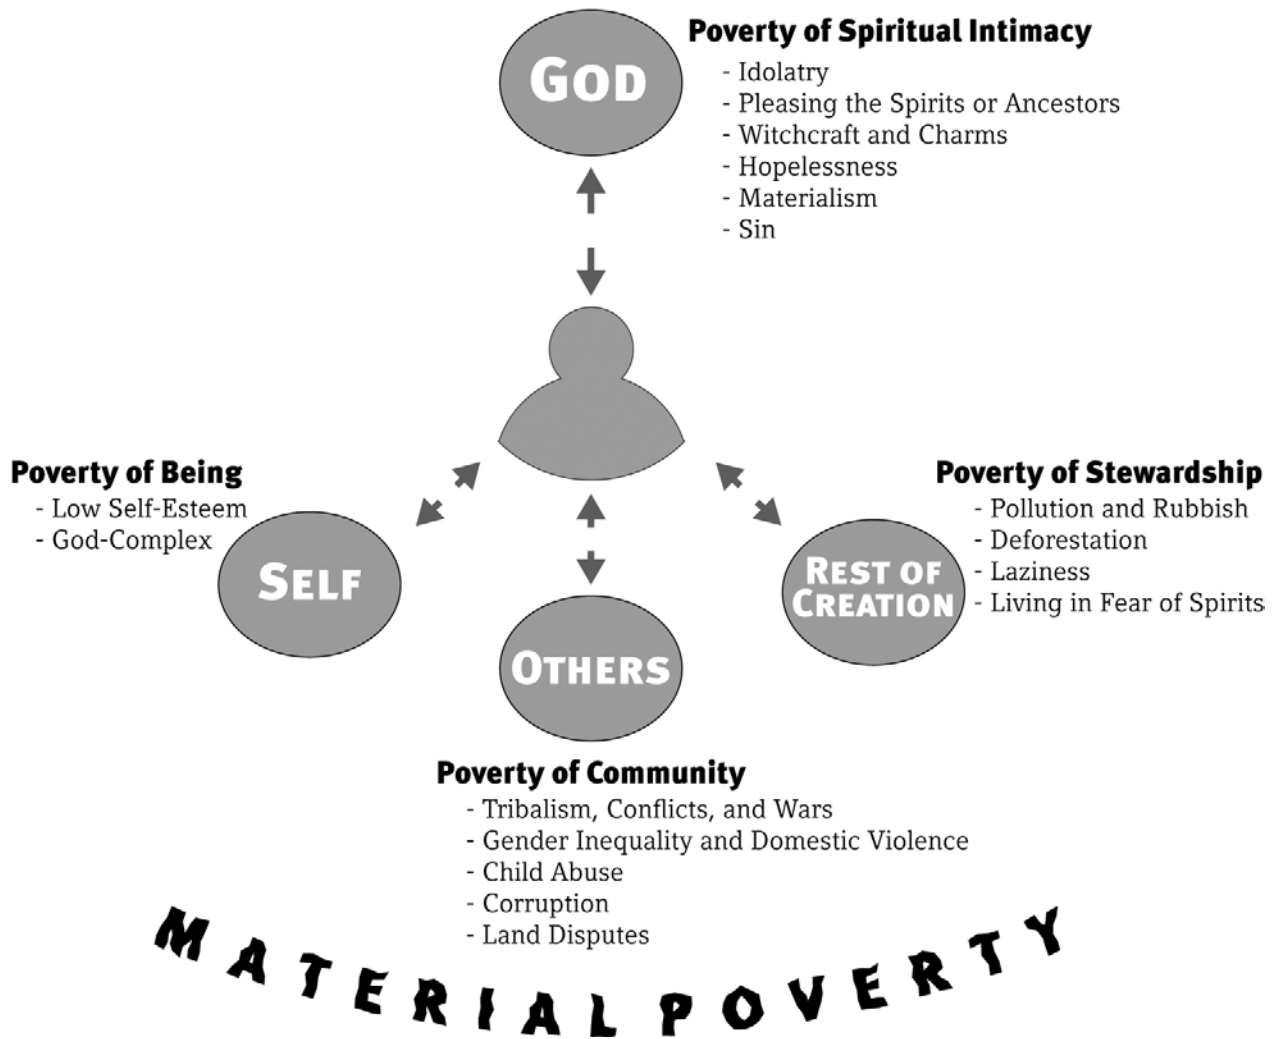 GOD
Poverty of Spiritual Intimacy
- Idolatry
- Pleasing the Spirits or Ancestors
- Witchcraft and Charms
- Hopelessness
- Materialism
- Sin
Poverty of Being
- Low Self-Esteem
- God-Complex
SELF
Poverty of Stewardship
- Pollution and Rubbish
- Deforestation
- Laziness
- Living in Fear of Spirits
REST OF
CREATION
OTHERS
Poverty of Community
- Tribalism, Conflicts, and Wars
- Gender Inequality and Domestic Violence
- Child Abuse
- Corruption
- Land Disputes
MATERIAL POVERTY